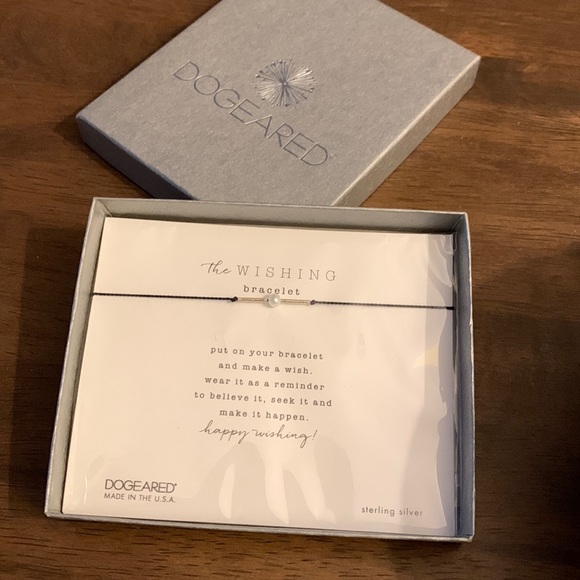 DOGEARED
the WISHING
bracelet
put on your bracelet
and make a wish.
wear it as a reminder
to believe it, seek it and
make it happen.
happy wishing!
DOGEARED®
MADE IN THE U.S.A.
sterling silver